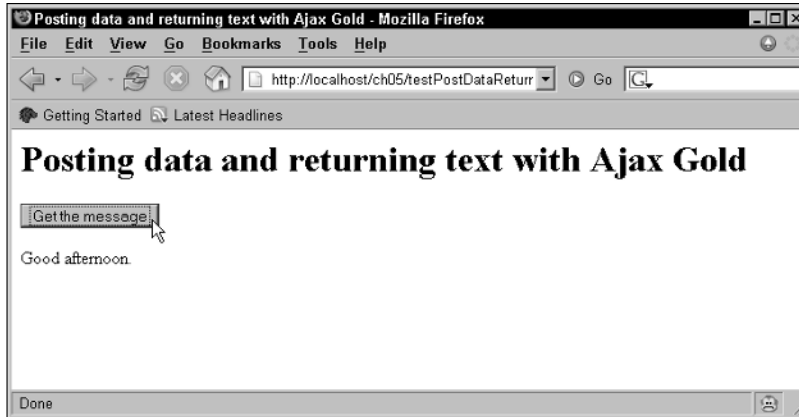 Posting data and returning text with Ajax Gold - Mozilla Firefox
File Edit View Go Bookmarks Tools Help
http://localhost/ch05/testPostDataReturr Go G
Getting Started Latest Headlines
Posting data and returning text with Ajax Gold
Get the message
Good afternoon.
Done